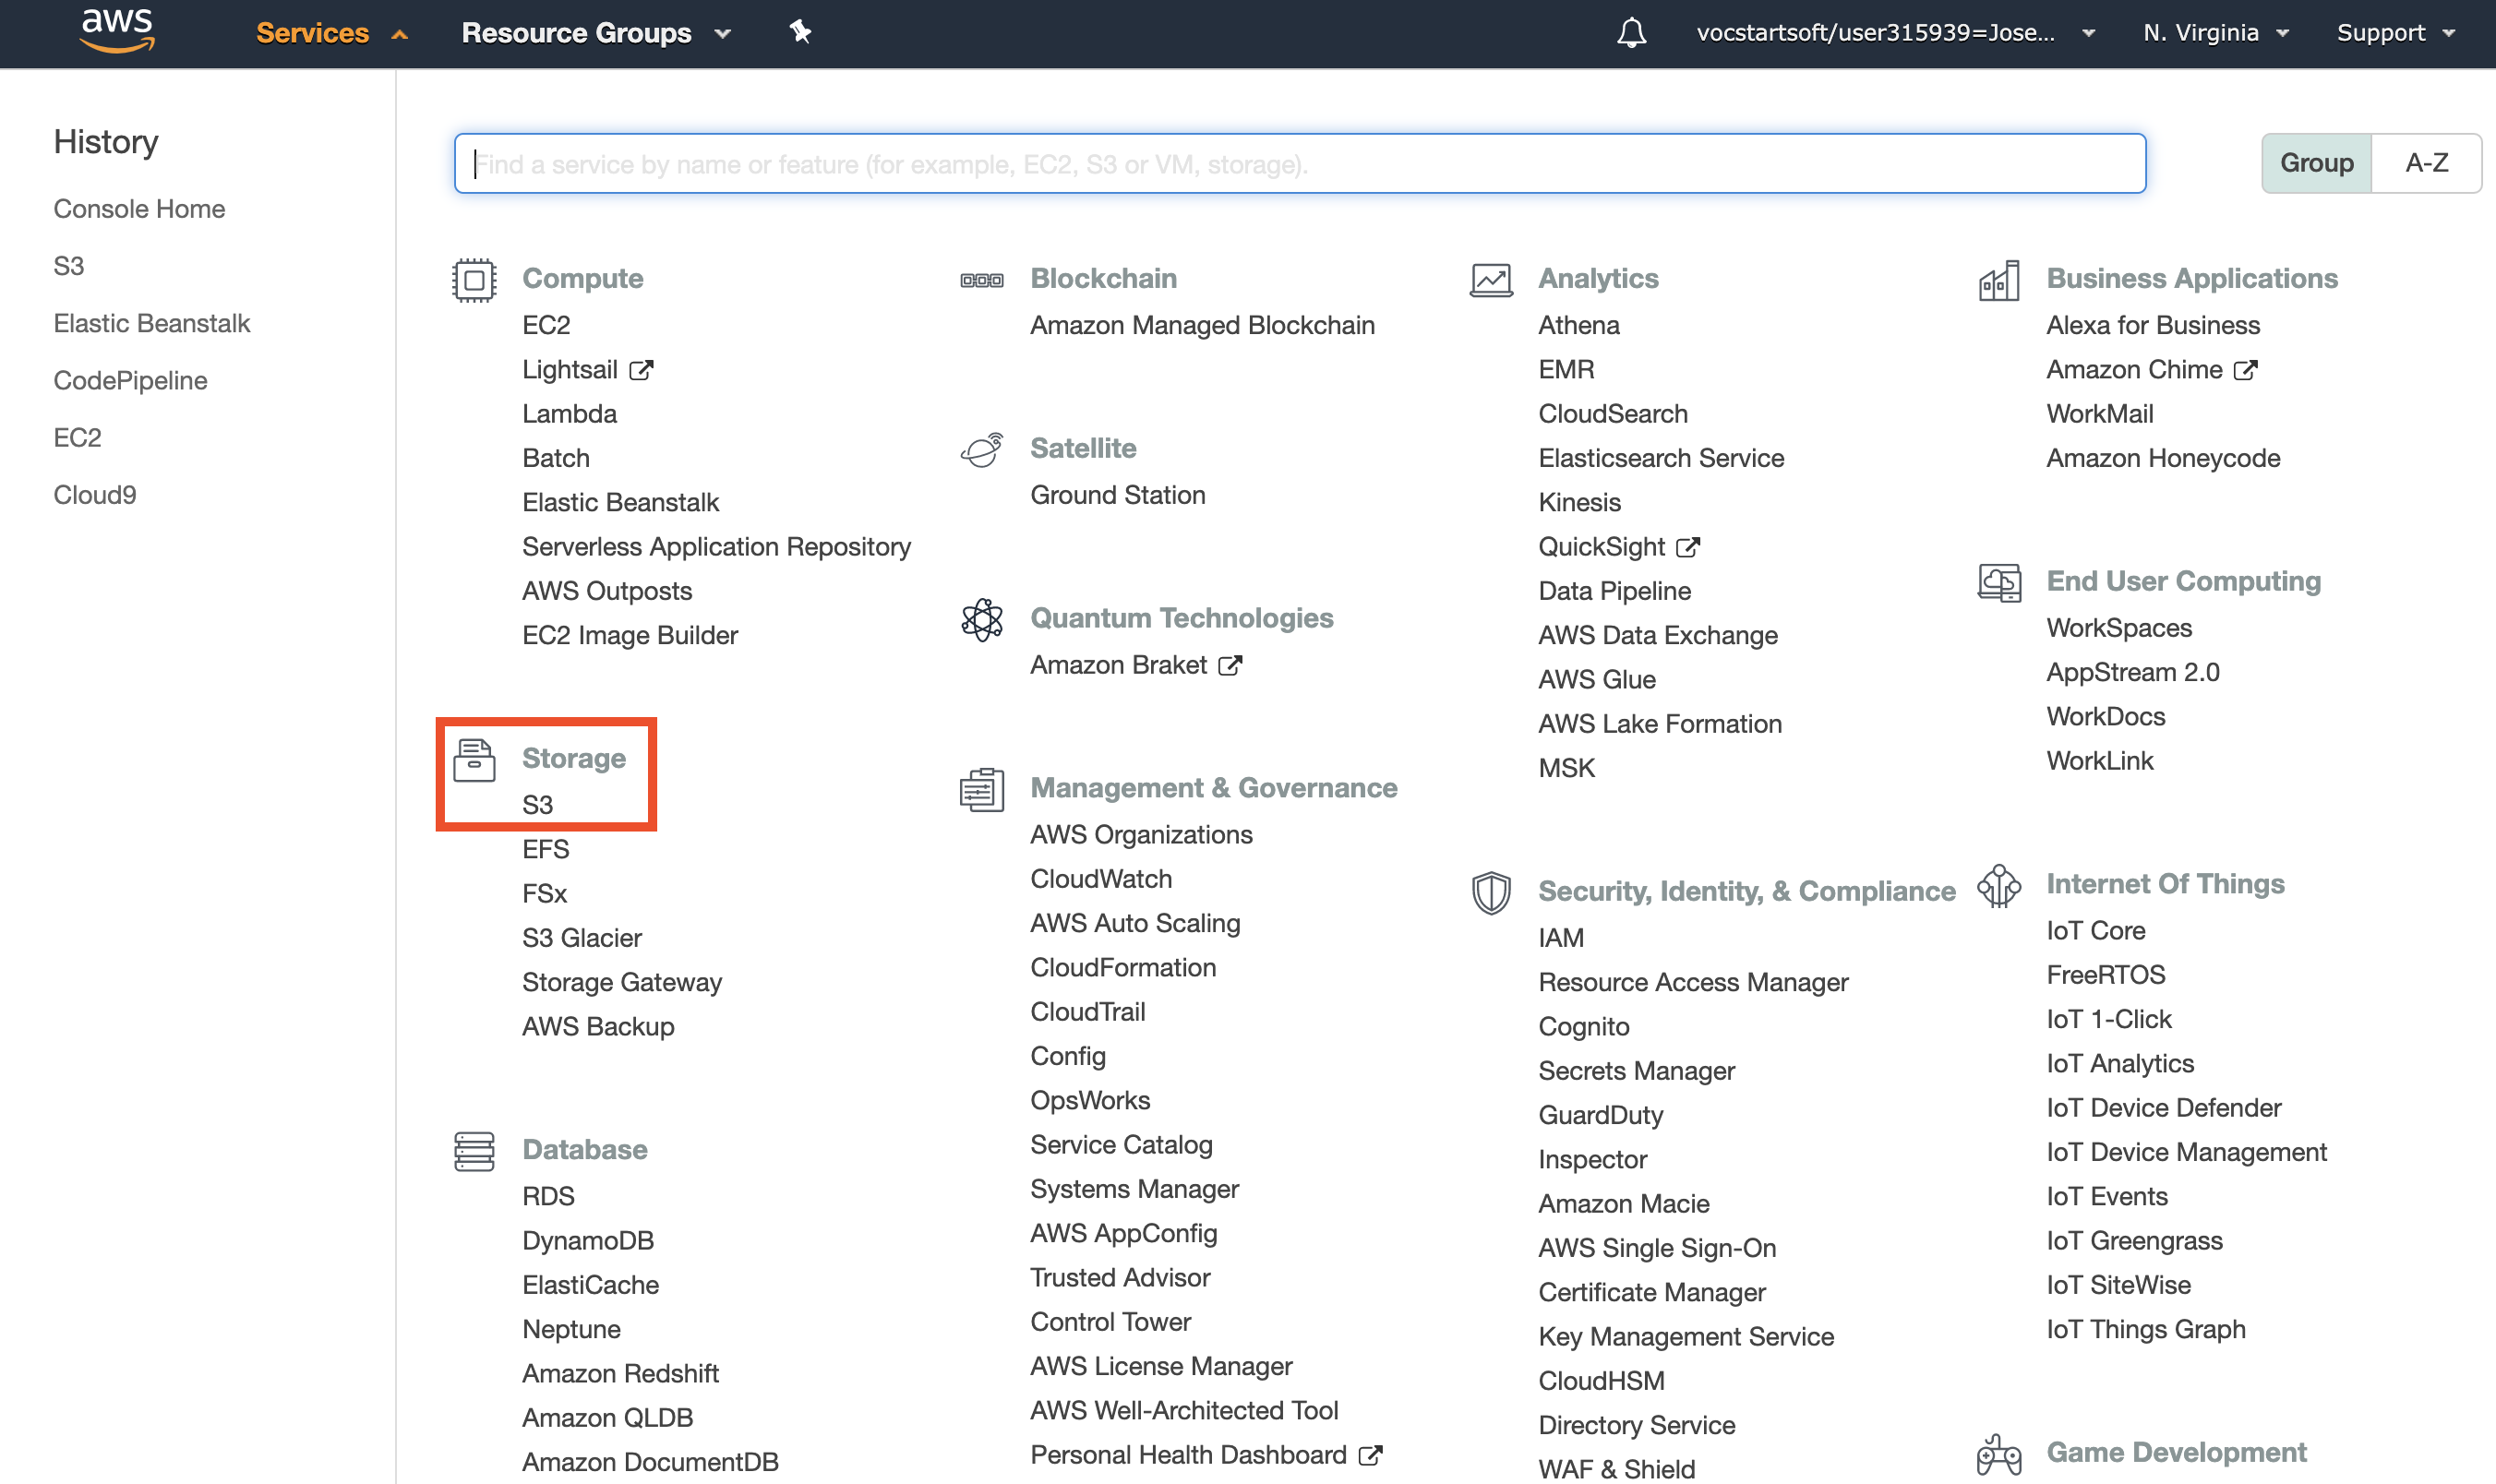 aws
Services
Resource Groups
vocstartsoft/user315939=Jose...
N. Virginia
Support
History
Console Home
S3
Elastic Beanstalk
CodePipeline
EC2
Cloud9
Find a service by name or feature (for example, EC2, S3 or VM, storage).
Group
A-Z
Compute
EC2
Lightsail
Lambda
Batch
Elastic Beanstalk
Serverless Application Repository
AWS Outposts
EC2 Image Builder
Storage
S3
EFS
FSx
S3 Glacier
Storage Gateway
AWS Backup
Database
RDS
DynamoDB
ElastiCache
Neptune
Amazon Redshift
Amazon QLDB
Amazon DocumentDB
Blockchain
Amazon Managed Blockchain
Satellite
Ground Station
Quantum Technologies
Amazon Braket
Management & Governance
AWS Organizations
CloudWatch
AWS Auto Scaling
CloudFormation
CloudTrail
Config
OpsWorks
Service Catalog
Systems Manager
AWS AppConfig
Trusted Advisor
Control Tower
AWS License Manager
AWS Well-Architected Tool
Personal Health Dashboard
Analytics
Athena
EMR
CloudSearch
Elasticsearch Service
Kinesis
QuickSight
Data Pipeline
AWS Data Exchange
AWS Glue
AWS Lake Formation
MSK
Security, Identity, & Compliance
IAM
Resource Access Manager
Cognito
Secrets Manager
GuardDuty
Inspector
Amazon Macie
AWS Single Sign-On
Certificate Manager
Key Management Service
CloudHSM
Directory Service
WAF & Shield
Business Applications
Alexa for Business
Amazon Chime
WorkMail
Amazon Honeycode
End User Computing
WorkSpaces
AppStream 2.0
WorkDocs
WorkLink
Internet Of Things
IoT Core
FreeRTOS
IoT 1-Click
IoT Analytics
IoT Device Defender
IoT Device Management
IoT Events
IoT Greengrass
IoT SiteWise
IoT Things Graph
Game Development